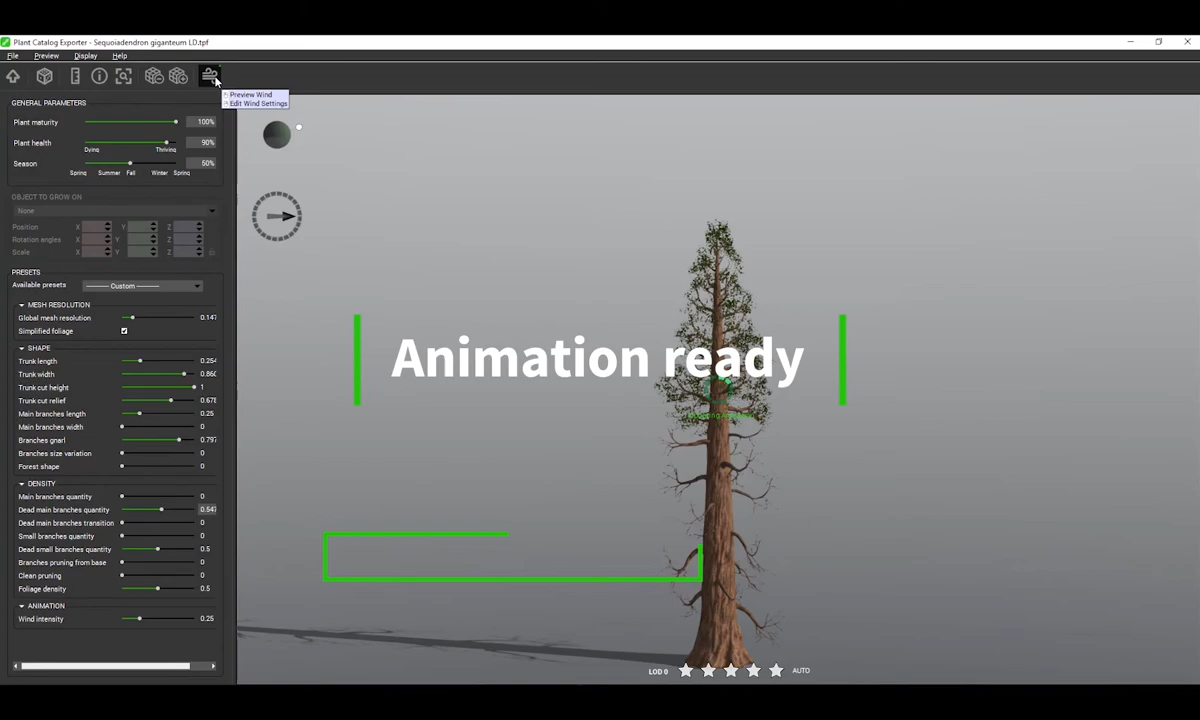 Plant Catalog Exporter - Sequoiadendron giganteum LD.tpf
File Preview Display Help
Preview Wind
Edit Wind Settings
GENERAL PARAMETERS
Plant maturity 100%
Plant health 90%
Dying Thriving
Season 50%
Spring Summer Fall Winter Spring
OBJECT TO GROW ON
None
Position X Y Z
Rotation angles X Y Z
Scale X Y Z
PRESETS
Available presets Custom
MESH RESOLUTION
Global mesh resolution 0.147
Simplified foliage
SHAPE
Trunk length 0.254
Trunk width 0.860
Trunk cut height 1
Trunk cut relief 0.678
Main branches length 0.25
Main branches width 0
Branches gnarl 0.797
Branches size variation 0
Forest shape 0
DENSITY
Main branches quantity 0
Dead main branches quantity 0.547
Dead main branches transition 0
Small branches quantity 0
Dead small branches quantity 0.5
Branches pruning from base 0
Clean pruning 0
Foliage density 0.5
ANIMATION
Wind intensity 0.25
Animation ready
LOD 0 AUTO